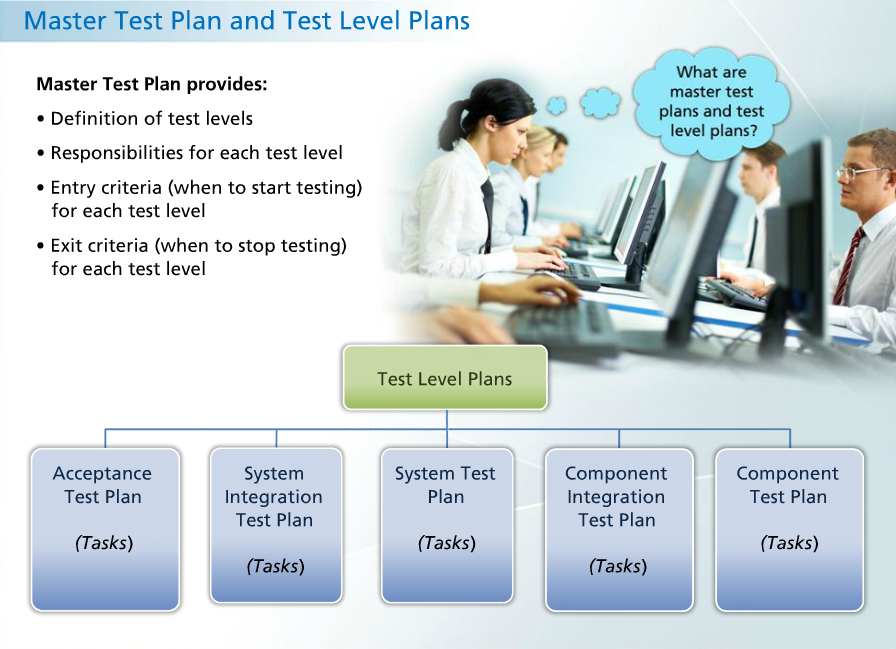 Master Test Plan and Test Level Plans
Master Test Plan provides:
• Definition of test levels
• Responsibilities for each test level
• Entry criteria (when to start testing)
for each test level
• Exit criteria (when to stop testing)
for each test level
What are
master test
plans and test
level plans?
Test Level Plans
Acceptance
Test Plan
(Tasks)
System
Integration
Test Plan
(Tasks)
System Test
Plan
(Tasks)
Component
Integration
Test Plan
(Tasks)
Component
Test Plan
(Tasks)